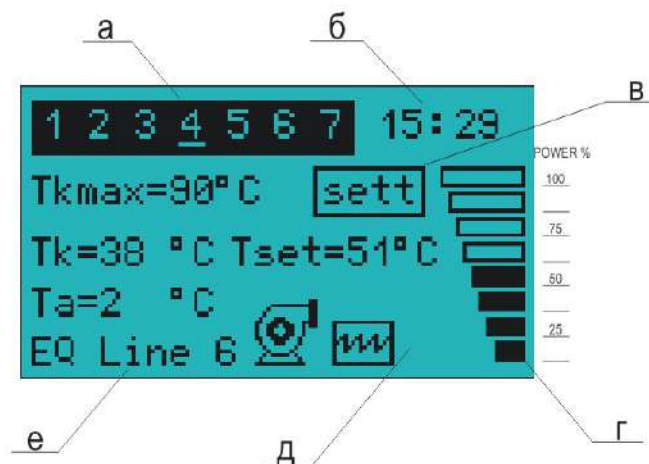 а б в
1 2 3 4 5 6 7 15:29
POWER %
Tkmax=90°C sett
100
75
Tk=38 °C Tset=51°C
50
Ta=2 °C
25
EQ Line 6
е д г